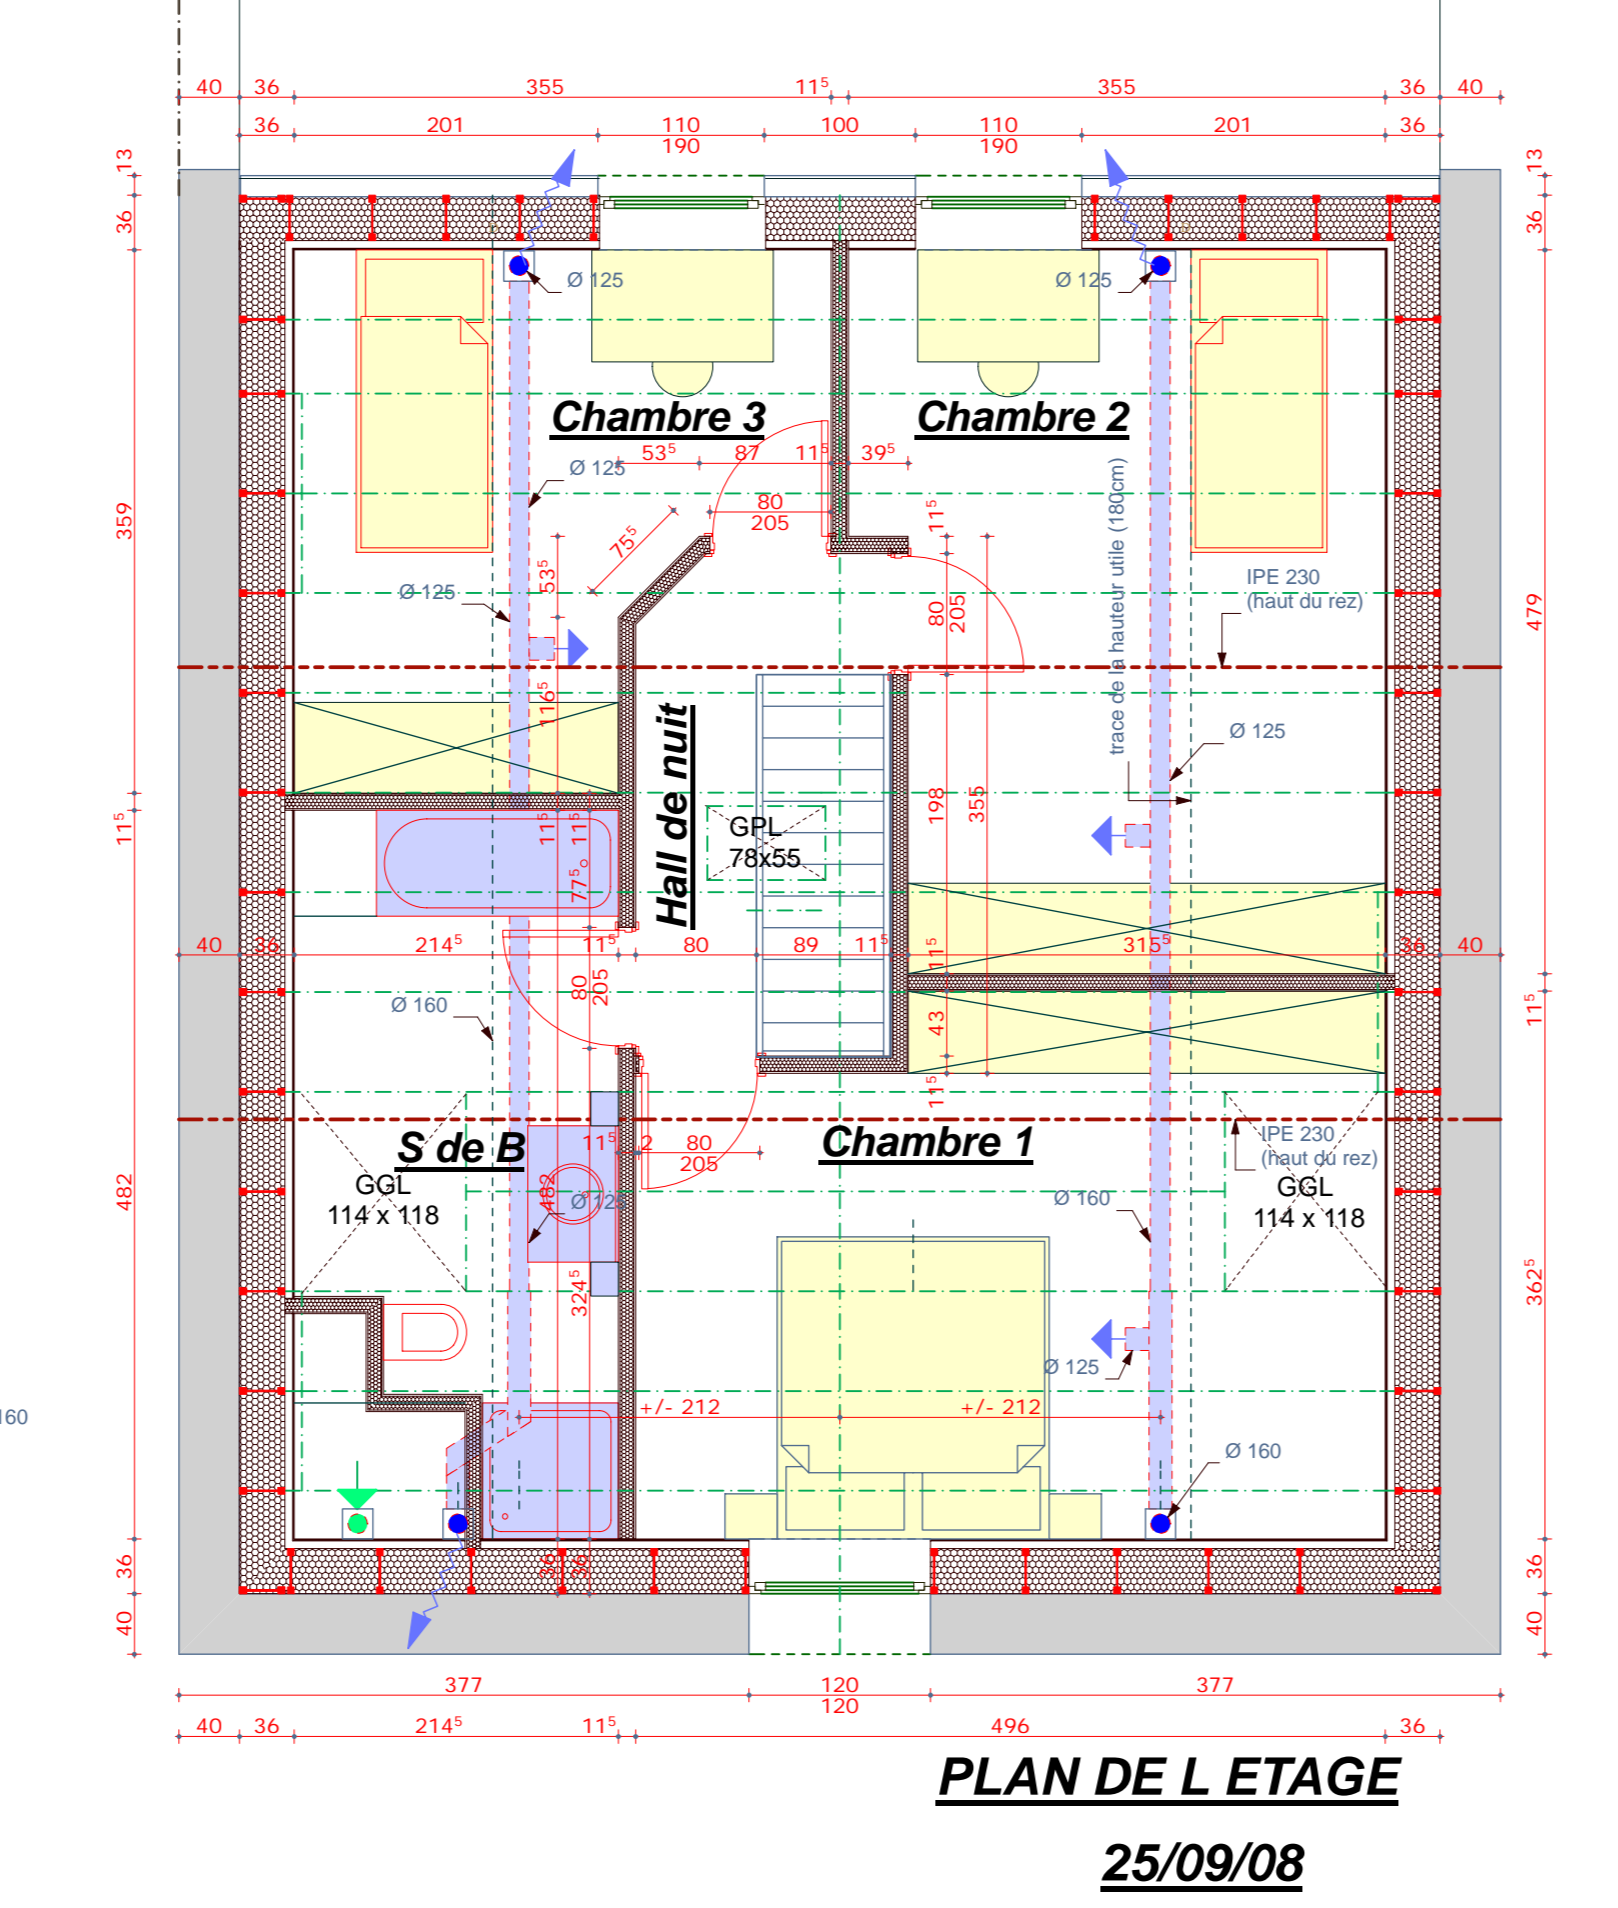 40 36 355 11⁵ 355 36 40
36 201 110 100 110 201 36
190 190
13 13
36 36
Ø 125 Ø 125
Chambre 3 Chambre 2
53⁵ 87 11⁵ 39⁵
Ø 125
80
205
11⁵
359
75⁵
53⁵
Ø 125
80
205
trace de la hauteur utile (180cm)
IPE 230
(haut du rez)
479
116⁵
Hall de nuit
Ø 125
198
355
11⁵
11⁵ 11⁵
GPL
78x55
77⁵
40 36 214⁵ 11⁵ 80 89 11⁵ 315⁵ 36 40
11⁵
80
205
Ø 160
43
11⁵
11⁵
S de B
11⁵ 2 80
205
Chambre 1
IPE 230
(haut du rez)
GGL
114 x 118
482
482
Ø 125
Ø 160
GGL
114 x 118
324⁵
362⁵
Ø 125
+/- 212 +/- 212
160
Ø 160
36 36 36 36
40 40
377 120 377
120
40 36 214⁵ 11⁵ 496 36
PLAN DE L ETAGE
25/09/08